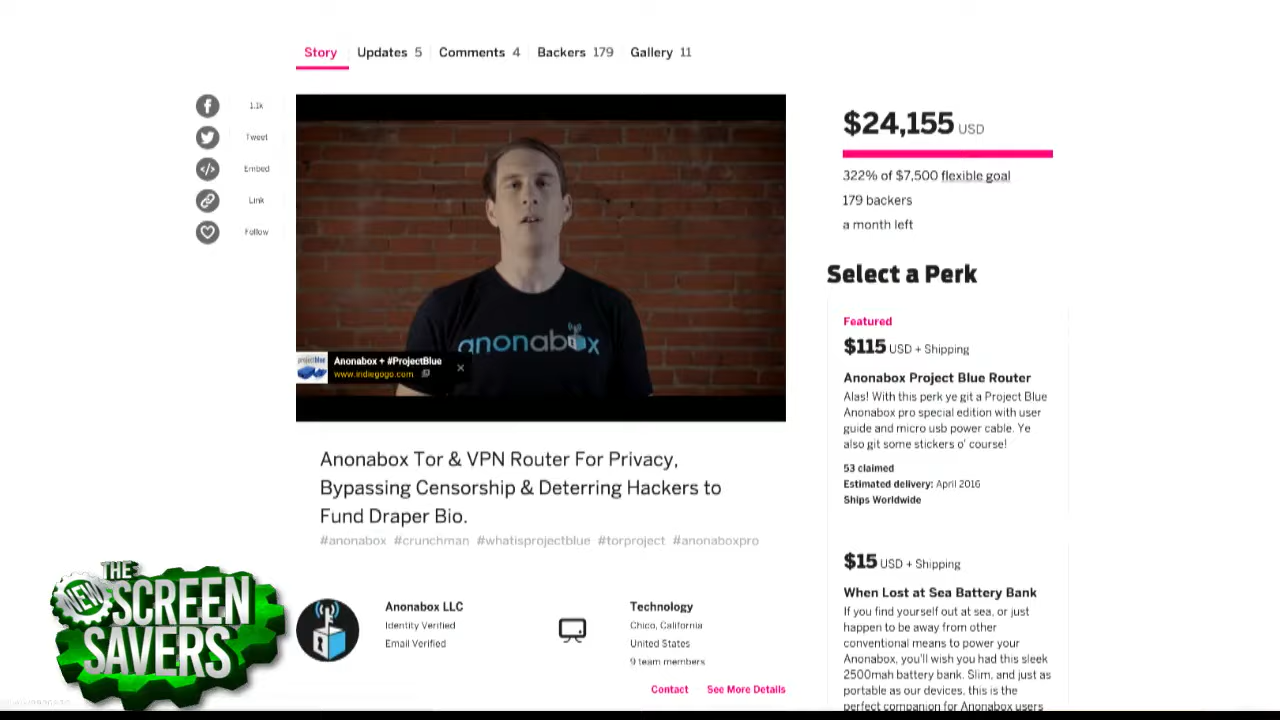 Story Updates 5 Comments 4 Backers 179 Gallery 11
1.1k
Tweet
Embed
Link
Follow
anonabox
Anonabox + #ProjectBlue
www.indiegogo.com
Anonabox Tor & VPN Router For Privacy,
Bypassing Censorship & Deterring Hackers to
Fund Draper Bio.
#anonabox #crunchman #whatisprojectblue #torproject #anonaboxpro
Anonabox LLC
Identity Verified
Email Verified
Technology
Chico, California
United States
9 team members
Contact See More Details
$24,155 USD
322% of $7,500 flexible goal
179 backers
a month left
Select a Perk
Featured
$115 USD + Shipping
Anonabox Project Blue Router
Alas! With this perk ye git a Project Blue
Anonabox pro special edition with user
guide and micro usb power cable. Ye
also git some stickers o' course!
53 claimed
Estimated delivery: April 2016
Ships Worldwide
$15 USD + Shipping
When Lost at Sea Battery Bank
If you find yourself out at sea, or just
happen to be away from other
conventional means to power your
Anonabox, you'll wish you had this sleek
2500mah battery bank. Slim, and just as
portable as our devices, this is the
perfect companion for Anonabox users
THE
NEW
SCREEN
SAVERS